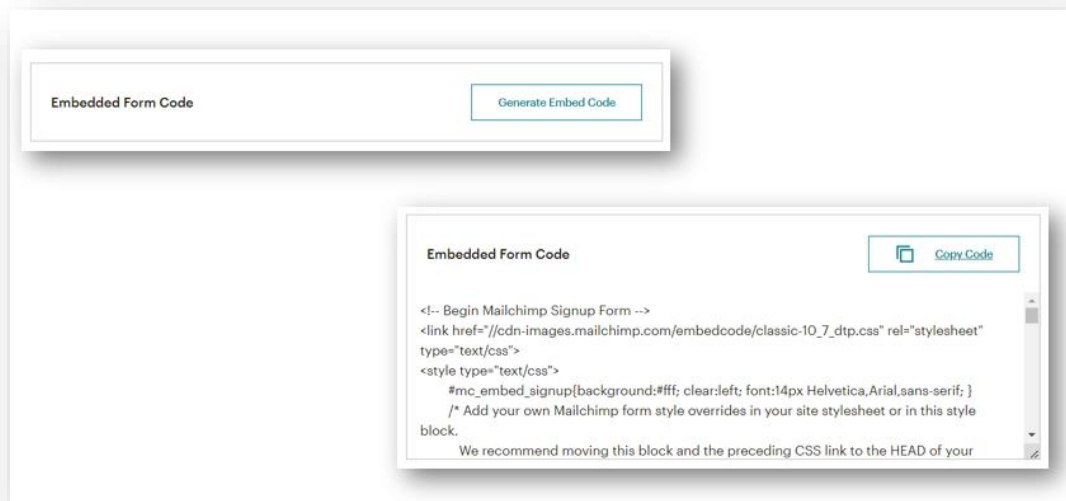 Embedded Form Code
Generate Embed Code
Embedded Form Code
Copy Code
<!-- Begin Mailchimp Signup Form -->
<link href="//cdn-images.mailchimp.com/embedcode/classic-10_7_dtp.css" rel="stylesheet"
type="text/css">
<style type="text/css">
#mc_embed_signup{background:#fff; clear:left; font:14px Helvetica,Arial,sans-serif; }
/* Add your own Mailchimp form style overrides in your site stylesheet or in this style
block.
We recommend moving this block and the preceding CSS link to the HEAD of your